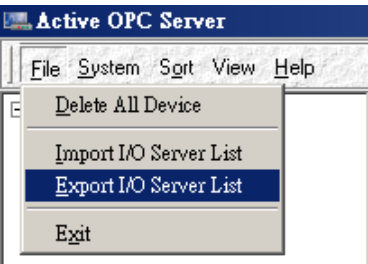 Active OPC Server
File System Sort View Help
Delete All Device
Import I/O Server List
Export I/O Server List
Exit